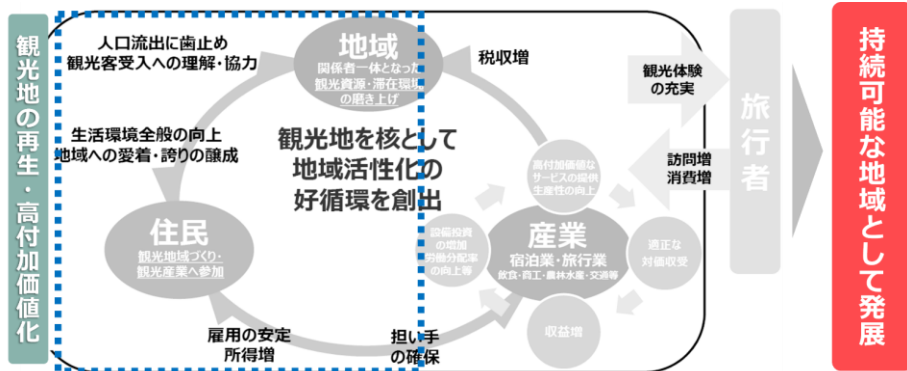 観光地の再生・高付加価値化
人口流出に歯止め
観光客受入への理解・協力
地域
関係者一体となった
観光資源・滞在環境
の磨き上げ
税収増
観光体験
の充実
旅行者
持続可能な地域として発展
生活環境全般の向上
地域への愛着・誇りの醸成
観光地を核として
地域活性化の
好循環を創出
高付加価値な
サービスの提供
生産性の向上
訪問増
消費増
住民
観光地域づくり・
観光産業へ参加
設備投資
の増加
労働分配率
の向上等
産業
宿泊業・旅行業
飲食・商工・農林水産・交通等
適正な
対価収受
収益増
雇用の安定
所得増
担い手
の確保